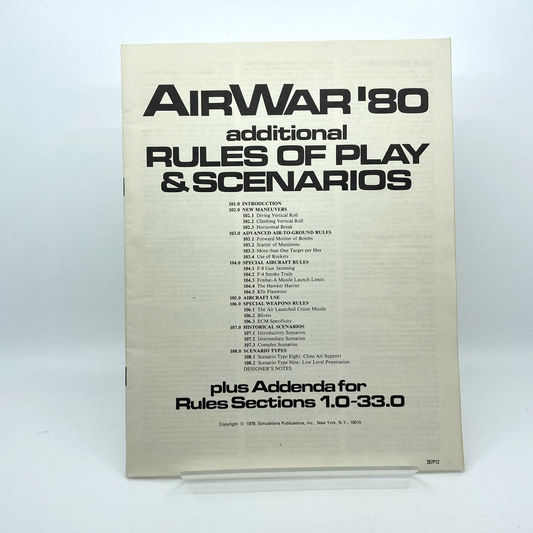 AIRWAR '80
additional
RULES OF PLAY
& SCENARIOS
101.0 INTRODUCTION
102.0 NEW MANEUVERS
102.1 Diving Vertical Roll
102.2 Climbing Vertical Roll
102.3 Horizontal Break
103.0 ADVANCED AIR-TO-GROUND RULES
103.1 Forward Motion of Bombs
103.2 Scatter of Munitions
103.3 More than One Target per Hex
103.4 Use of Rockets
104.0 SPECIAL AIRCRAFT RULES
104.1 F-8 Gun Jamming
104.2 F-4 Smoke Trails
104.3 Foxbat-A Missile Launch Limits
104.4 The Hawker Harrier
104.5 Kfir Flameout
105.0 AIRCRAFT USE
106.0 SPECIAL WEAPONS RULES
106.1 The Air Launched Cruise Missile
106.2 Blivets
106.3 ECM Specificity
107.0 HISTORICAL SCENARIOS
107.1 Introductory Scenarios
107.2 Intermediate Scenarios
107.3 Complex Scenarios
108.0 SCENARIO TYPES
108.1 Scenario Type Eight: Close Air Support
108.2 Scenario Type Nine: Low Level Penetration
DESIGNER'S NOTES
plus Addenda for
Rules Sections 1.0-33.0
Copyright © 1978, Simulations Publications, Inc., New York, N.Y., 10010